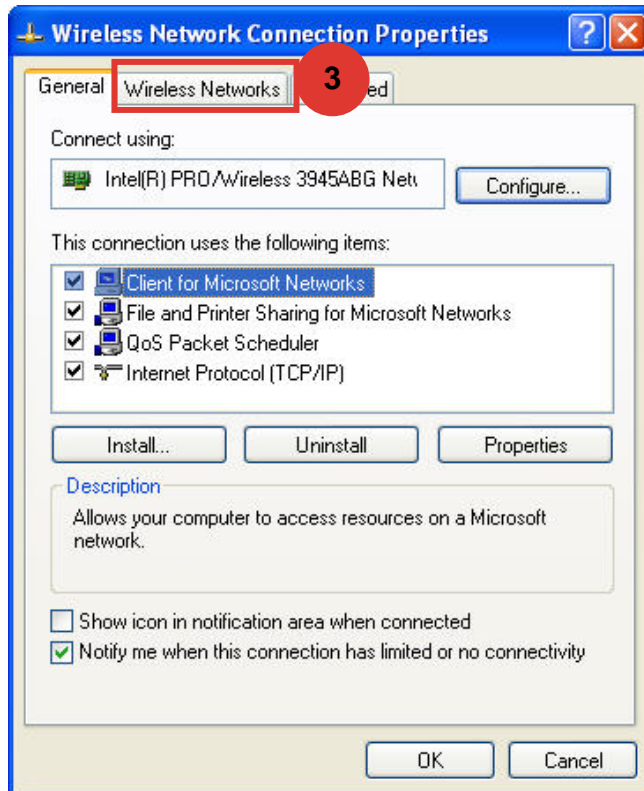 Wireless Network Connection Properties
General Wireless Networks 3 ed
Connect using:
Intel(R) PRO/Wireless 3945ABG Net
Configure...
This connection uses the following items:
Client for Microsoft Networks
File and Printer Sharing for Microsoft Networks
QoS Packet Scheduler
Internet Protocol (TCP/IP)
Install... Uninstall Properties
Description
Allows your computer to access resources on a Microsoft
network.
Show icon in notification area when connected
Notify me when this connection has limited or no connectivity
OK Cancel